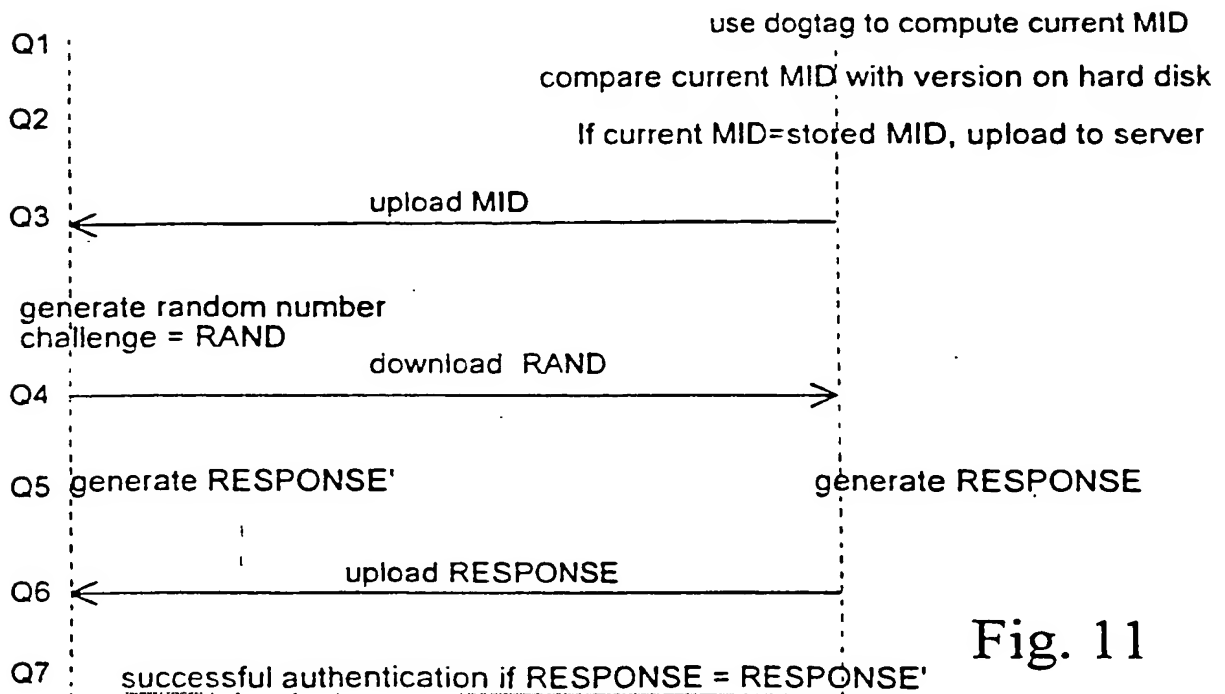 use dogtag to compute current MID
Q1
compare current MID with version on hard disk
Q2
If current MID=stored MID, upload to server
upload MID
Q3
generate random number
challenge = RAND
download RAND
Q4
Q5 generate RESPONSE' generate RESPONSE
upload RESPONSE
Q6
Fig. 11
Q7 successful authentication if RESPONSE = RESPONSE'